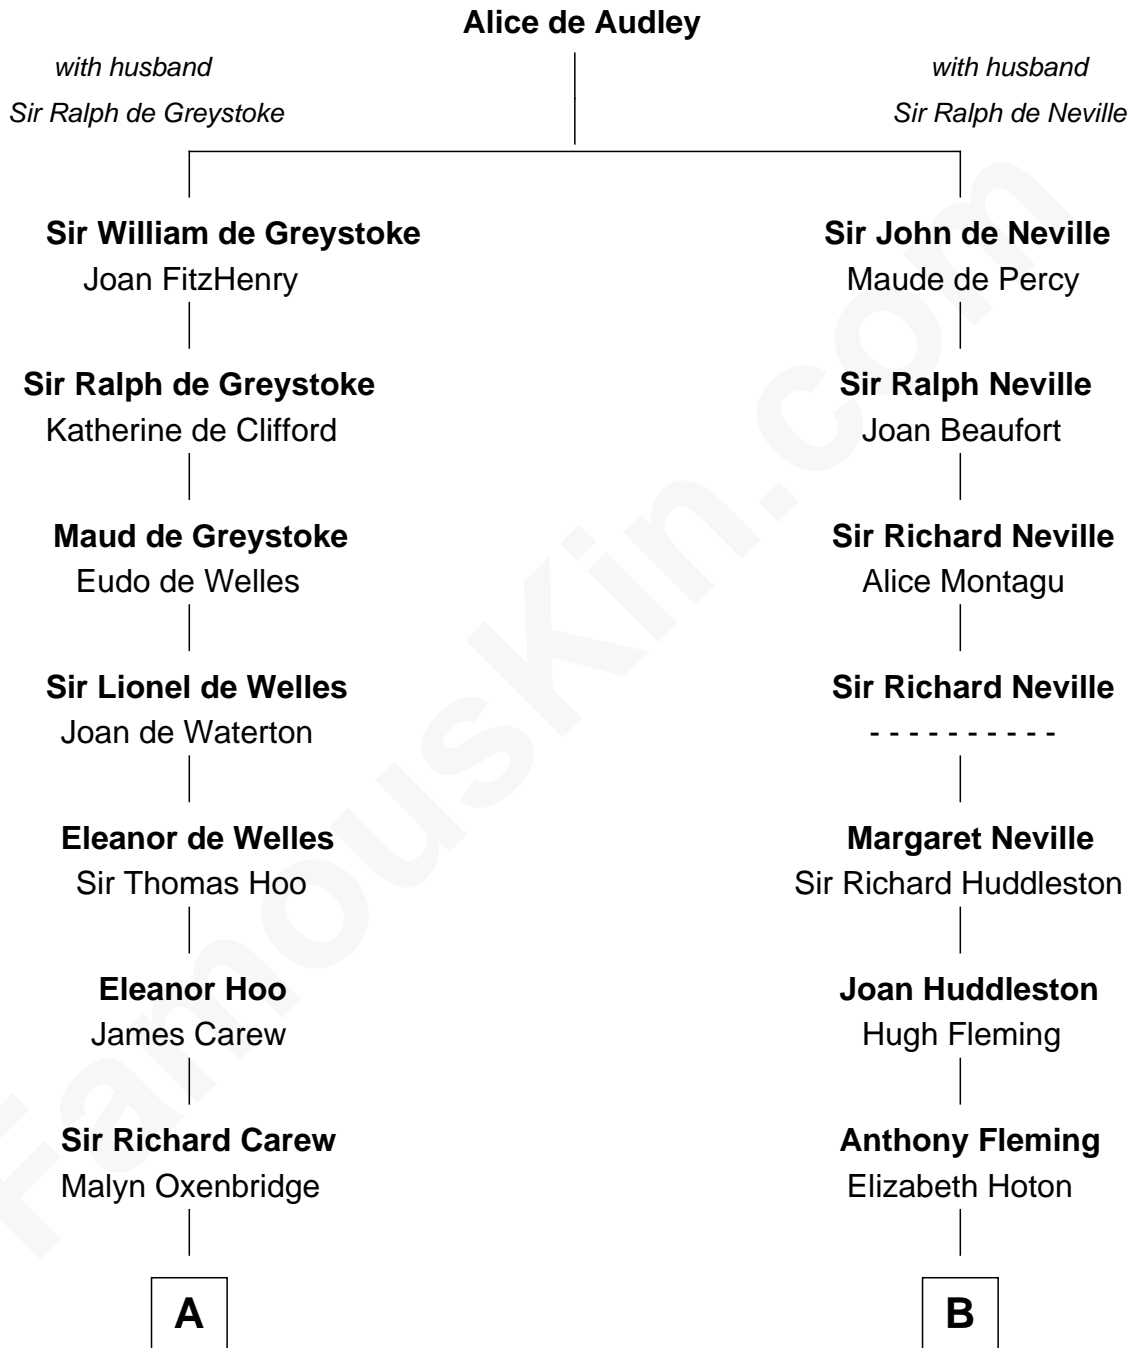 Alice de Audley
with husband
Sir Ralph de Greystoke
with husband
Sir Ralph de Neville
Sir William de Greystoke
Joan FitzHenry
Sir Ralph de Greystoke
Katherine de Clifford
Maud de Greystoke
Eudo de Welles
Sir Lionel de Welles
Joan de Waterton
Eleanor de Welles
Sir Thomas Hoo
Eleanor Hoo
James Carew
Sir Richard Carew
Malyn Oxenbridge
A
Sir John de Neville
Maude de Percy
Sir Ralph Neville
Joan Beaufort
Sir Richard Neville
Alice Montagu
Sir Richard Neville
- - - - - - - - - -
Margaret Neville
Sir Richard Huddleston
Joan Huddleston
Hugh Fleming
Anthony Fleming
Elizabeth Hoton
B
FamousKin.com